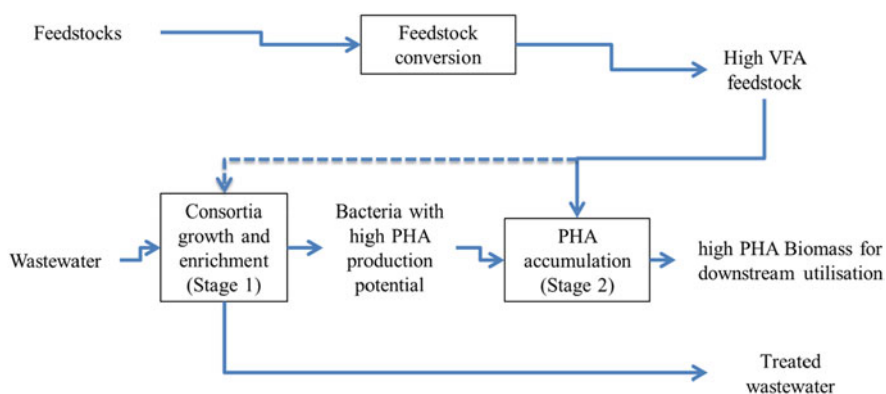 Feedstocks
Feedstock
conversion
High VFA
feedstock
Wastewater
Consortia
growth and
enrichment
(Stage 1)
Bacteria with
high PHA
production
potential
PHA
accumulation
(Stage 2)
high PHA Biomass for
downstream utilisation
Treated
wastewater